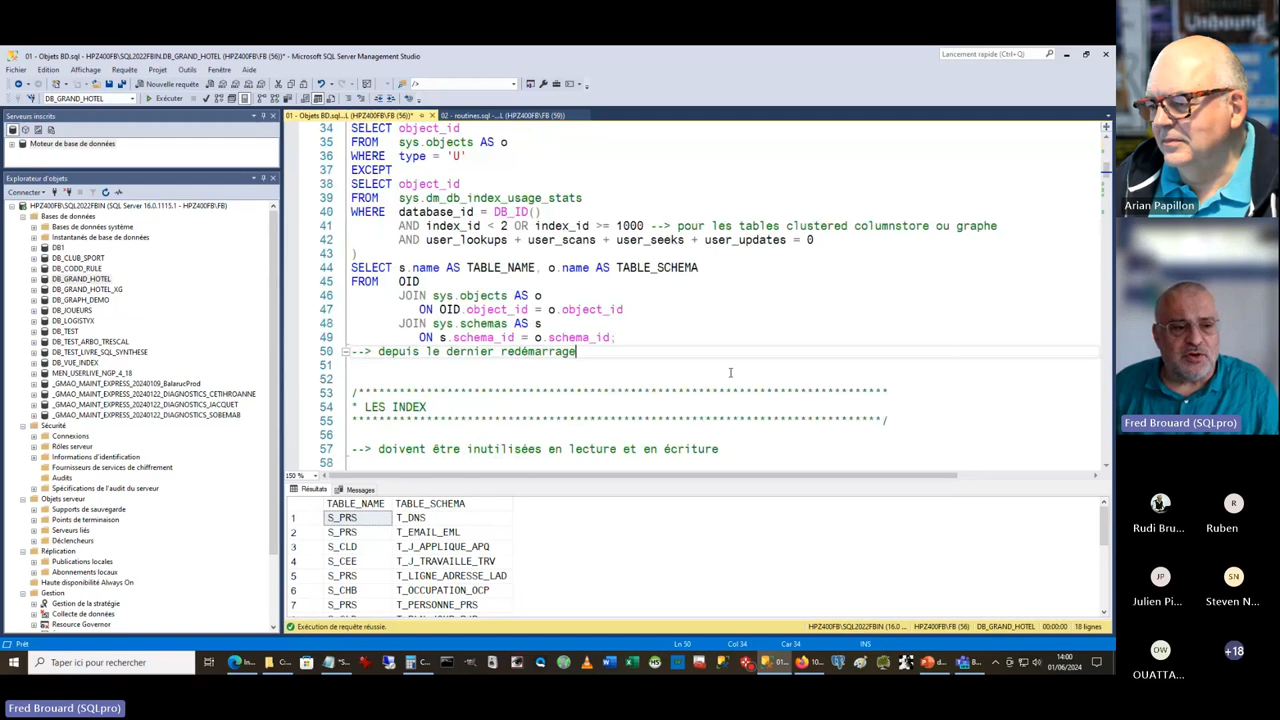 01 - Objets BD.sql - HPZ400FB\SQL2022FBIN.DB_GRAND_HOTEL (HPZ400FB\FB (56))* - Microsoft SQL Server Management Studio
Lancement rapide (Ctrl+Q)
Fichier Edition Affichage Requête Projet Outils Fenêtre Aide
Nouvelle requête
DB_GRAND_HOTEL
Exécuter
Serveurs inscrits
Moteur de base de données
Explorateur d'objets
Connecter
HPZ400FB\SQL2022FBIN (SQL Server 16.0.1115.1 - HPZ400FB\FB)
Bases de données
Bases de données système
Instantanés de base de données
DB1
DB_CLUB_SPORT
DB_CODD_RULE
DB_GRAND_HOTEL
DB_GRAND_HOTEL_XG
DB_GRAPH_DEMO
DB_JOUEURS
DB_LOGISTYX
DB_TEST
DB_TEST_ARBO_TRESCAL
DB_TEST_LIVRE_SQL_SYNTHESE
DB_VUE_INDEX
MEN_USERLIVE_NGP_4_18
_GMAO_MAINT_EXPRESS_20240109_BalarucProd
_GMAO_MAINT_EXPRESS_20240122_DIAGNOSTICS_CETIHROANNE
_GMAO_MAINT_EXPRESS_20240122_DIAGNOSTICS_JACQUET
_GMAO_MAINT_EXPRESS_20240122_DIAGNOSTICS_SOBEMAB
Sécurité
Connexions
Rôles serveur
Informations d'identification
Fournisseurs de services de chiffrement
Audits
Spécifications de l'audit du serveur
Objets serveur
Supports de sauvegarde
Points de terminaison
Serveurs liés
Déclencheurs
Réplication
Publications locales
Abonnements locaux
Haute disponibilité Always On
Gestion
Gestion de la stratégie
Collecte de données
Resource Governor
01 - Objets BD.sql...L (HPZ400FB\FB (56))*
02 - routines.sql -...L (HPZ400FB\FB (59))
34 SELECT object_id
35 FROM sys.objects AS o
36 WHERE type = 'U'
37 EXCEPT
38 SELECT object_id
39 FROM sys.dm_db_index_usage_stats
40 WHERE database_id = DB_ID()
41 AND index_id < 2 OR index_id >= 1000 --> pour les tables clustered columnstore ou graphe
42 AND user_lookups + user_scans + user_seeks + user_updates = 0
43 )
44 SELECT s.name AS TABLE_NAME, o.name AS TABLE_SCHEMA
45 FROM OID
46 JOIN sys.objects AS o
47 ON OID.object_id = o.object_id
48 JOIN sys.schemas AS s
49 ON s.schema_id = o.schema_id;
50 --> depuis le dernier redémarrage
51
52
53 /******************************************************************************
54 * LES INDEX
55 ******************************************************************************/
56
57 --> doivent être inutilisées en lecture et en écriture
58
150 %
Résultats Messages
TABLE_NAME TABLE_SCHEMA
1 S_PRS T_DNS
2 S_PRS T_EMAIL_EML
3 S_CLD T_J_APPLIQUE_APQ
4 S_CEE T_J_TRAVAILLE_TRV
5 S_PRS T_LIGNE_ADRESSE_LAD
6 S_CHB T_OCCUPATION_OCP
7 S_PRS T_PERSONNE_PRS
Exécution de requête réussie.
HPZ400FB\SQL2022FBIN (16.0 ... HPZ400FB\FB (56) DB_GRAND_HOTEL 00:00:00 18 lignes
Prêt
Ln 50 Col 34 Car 34 INS
Taper ici pour rechercher
14:00
01/06/2024
Arian Papillon
Fred Brouard (SQLpro)
Rudi Bru...
R
Ruben
JP
Julien Pi...
SN
Steven N...
OW
OUATTA...
+18
Fred Brouard (SQLpro)